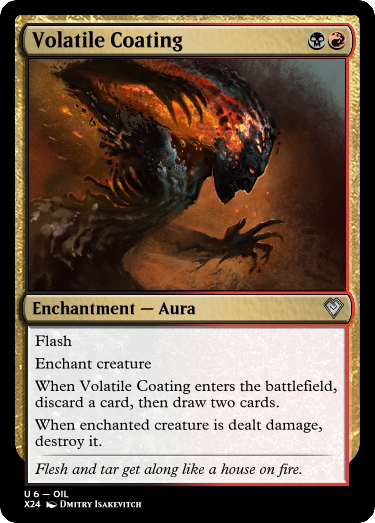 Volatile Coating
Enchantment — Aura
Flash
Enchant creature
When Volatile Coating enters the battlefield,
discard a card, then draw two cards.
When enchanted creature is dealt damage,
destroy it.
Flesh and tar get along like a house on fire.
U 6 — OIL
X24 Dmitry Isakevitch